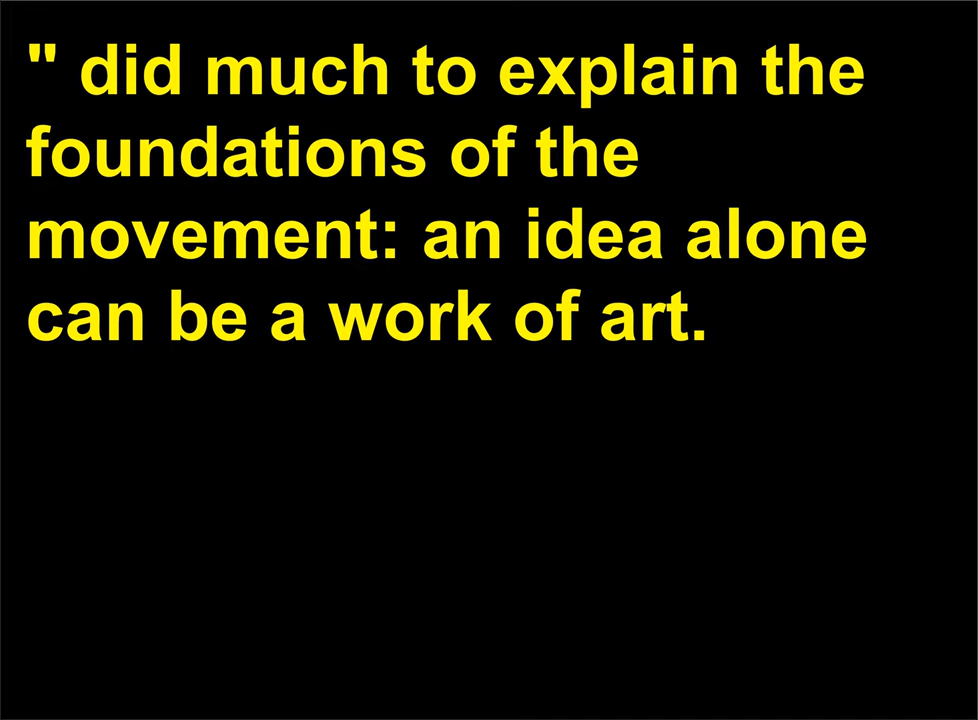 " did much to explain the
foundations of the
movement: an idea alone
can be a work of art.